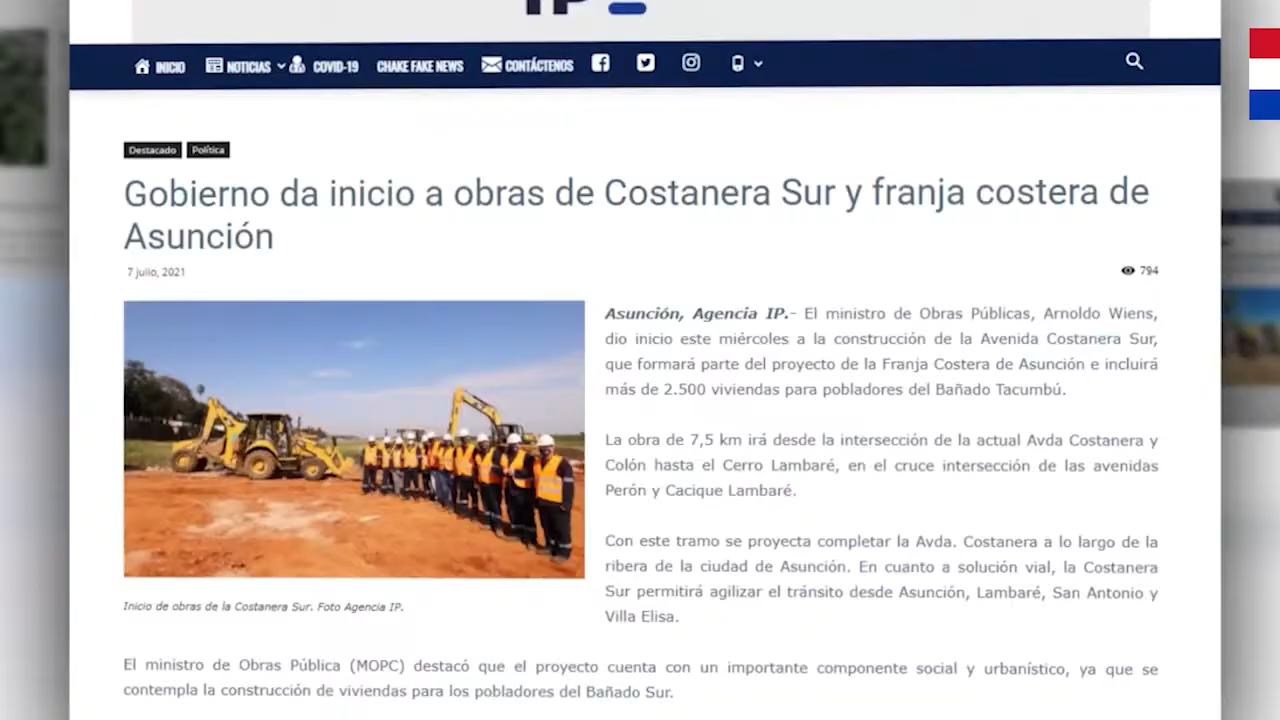 INICIO NOTICIAS COVID-19 CHAKE FAKE NEWS CONTÁCTENOS
Destacado Política
Gobierno da inicio a obras de Costanera Sur y franja costera de
Asunción
7 julio, 2021
794
Asunción, Agencia IP.- El ministro de Obras Públicas, Arnoldo Wiens,
dio inicio este miércoles a la construcción de la Avenida Costanera Sur,
que formará parte del proyecto de la Franja Costera de Asunción e incluirá
más de 2.500 viviendas para pobladores del Bañado Tacumbú.
La obra de 7,5 km irá desde la intersección de la actual Avda Costanera y
Colón hasta el Cerro Lambaré, en el cruce intersección de las avenidas
Perón y Cacique Lambaré.
Con este tramo se proyecta completar la Avda. Costanera a lo largo de la
ribera de la ciudad de Asunción. En cuanto a solución vial, la Costanera
Sur permitirá agilizar el tránsito desde Asunción, Lambaré, San Antonio y
Villa Elisa.
Inicio de obras de la Costanera Sur. Foto Agencia IP.
El ministro de Obras Pública (MOPC) destacó que el proyecto cuenta con un importante componente social y urbanístico, ya que se
contempla la construcción de viviendas para los pobladores del Bañado Sur.